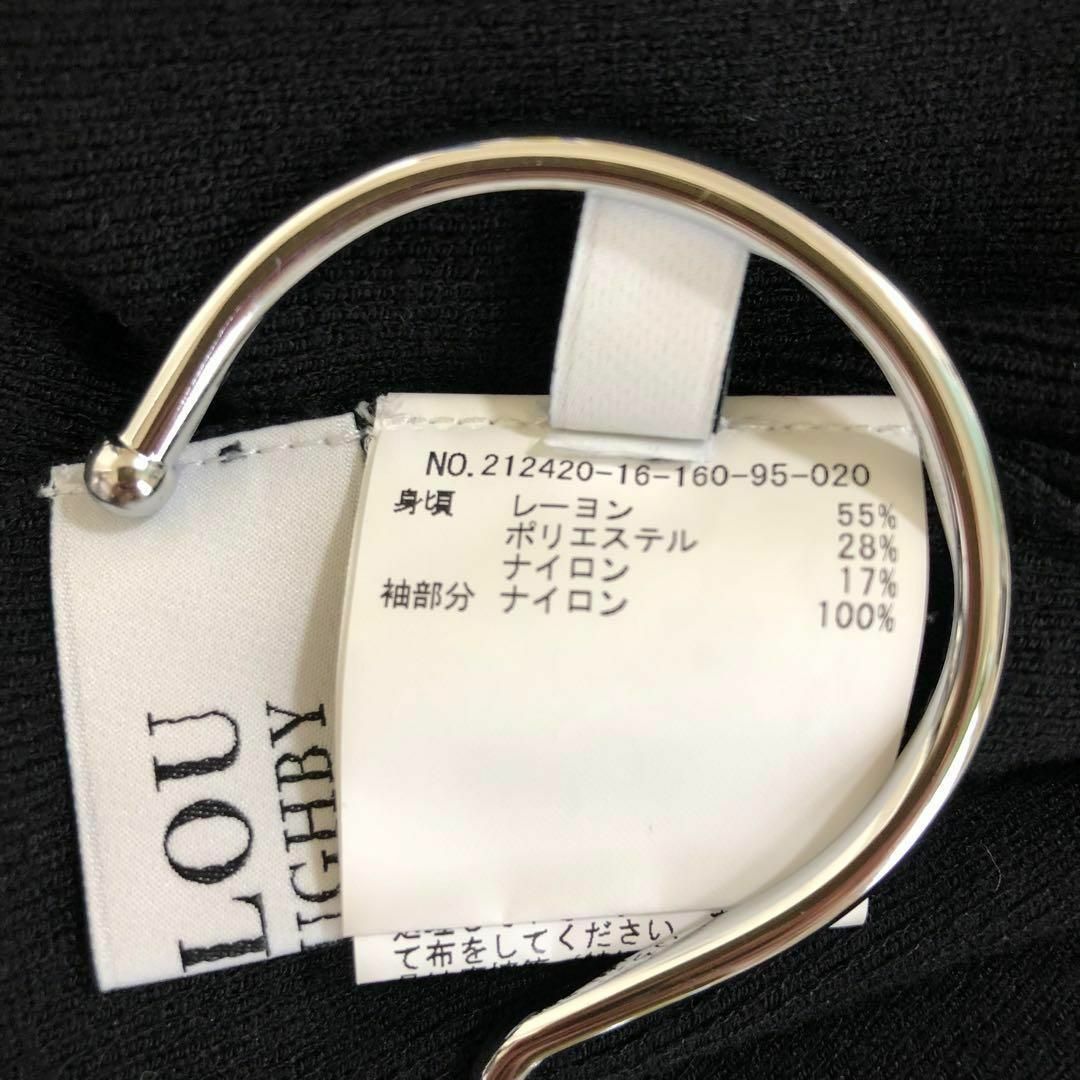 NO.212420-16-160-95-020
身頃 レーヨン 55%
ポリエステル 28%
ナイロン 17%
袖部分 ナイロン 100%
て布をしてください
LOU
IGHBY